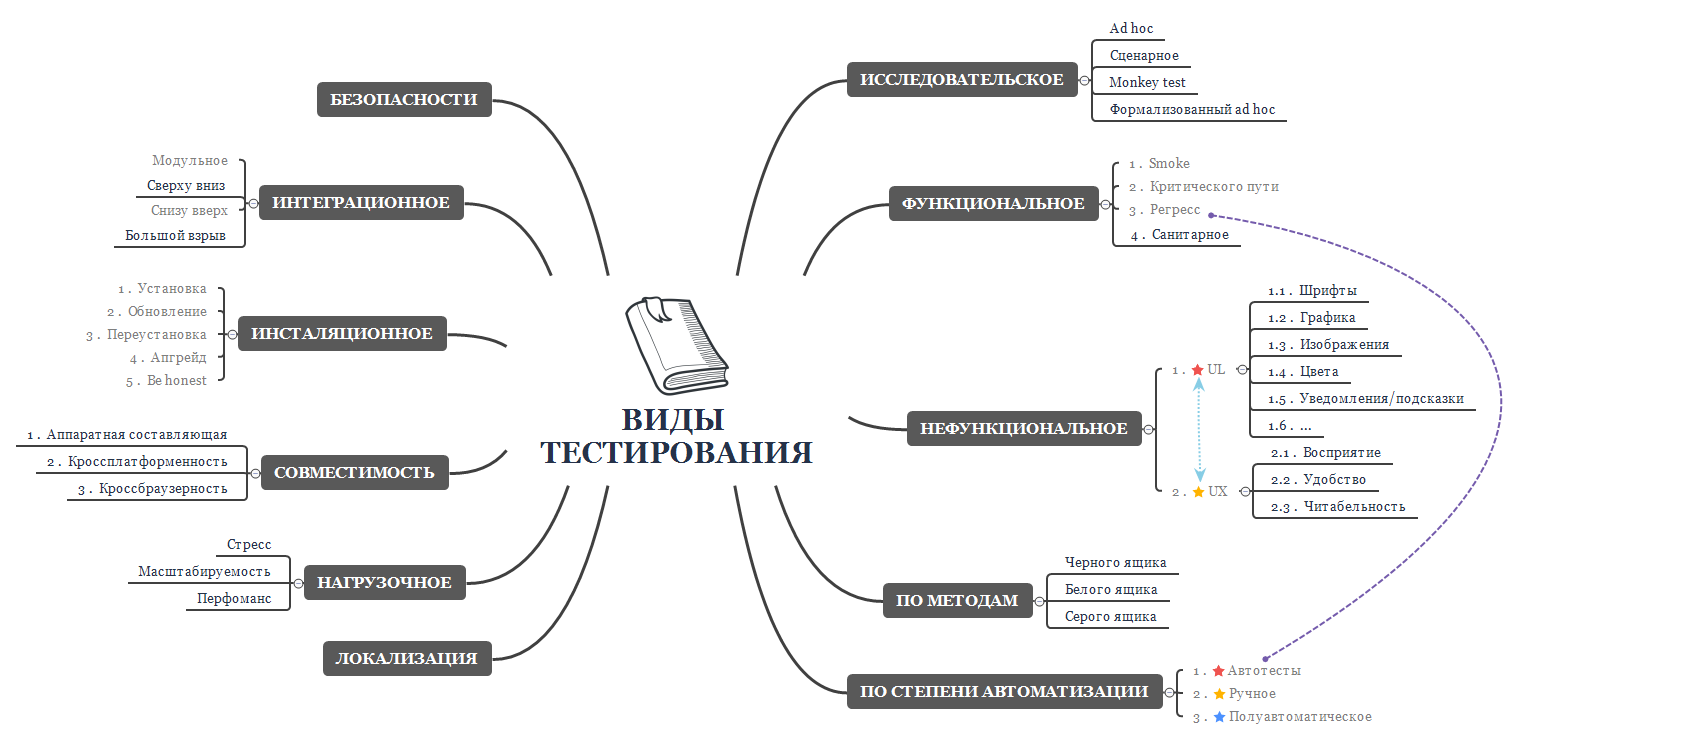 ВИДЫ
ТЕСТИРОВАНИЯ
ИССЛЕДОВАТЕЛЬСКОЕ
Ad hoc
Сценарное
Monkey test
Формализованный ad hoc
ФУНКЦИОНАЛЬНОЕ
1 . Smoke
2 . Критического пути
3 . Регресс
4 . Санитарное
НЕФУНКЦИОНАЛЬНОЕ
1 . UL
1.1 . Шрифты
1.2 . Графика
1.3 . Изображения
1.4 . Цвета
1.5 . Уведомления/подсказки
1.6 . ...
2 . UX
2.1 . Восприятие
2.2 . Удобство
2.3 . Читабельность
ПО МЕТОДАМ
Черного ящика
Белого ящика
Серого ящика
ПО СТЕПЕНИ АВТОМАТИЗАЦИИ
1 . Автотесты
2 . Ручное
3 . Полуавтоматическое
БЕЗОПАСНОСТИ
ИНТЕГРАЦИОННОЕ
Модульное
Сверху вниз
Снизу вверх
Большой взрыв
ИНСТАЛЯЦИОННОЕ
1 . Установка
2 . Обновление
3 . Переустановка
4 . Апгрейд
5 . Be honest
СОВМЕСТИМОСТЬ
1 . Аппаратная составляющая
2 . Кроссплатформенность
3 . Кроссбраузерность
НАГРУЗОЧНОЕ
Стресс
Масштабируемость
Перфоманс
ЛОКАЛИЗАЦИЯ